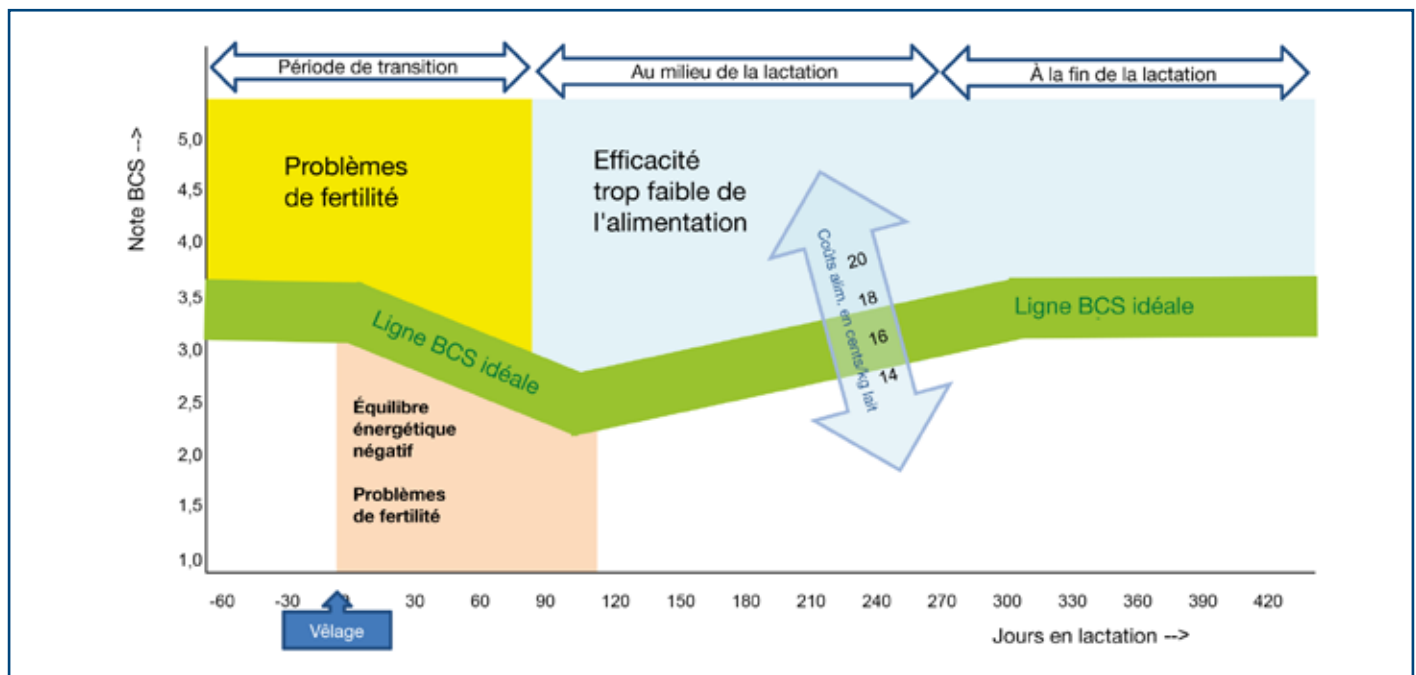 Période de transition
Au milieu de la lactation
À la fin de la lactation
Note BCS -->
5,0
4,5
4,0
3,5
3,0
2,5
2,0
1,5
1,0
Problèmes
de fertilité
Efficacité
trop faible de
l'alimentation
Coûts alim. en cents/kg lait
20
18
16
14
Ligne BCS idéale
Ligne BCS idéale
Équilibre
énergétique
négatif
Problèmes
de fertilité
-60 -30 0 30 60 90 120 150 180 210 240 270 300 330 360 390 420
Vêlage
Jours en lactation -->